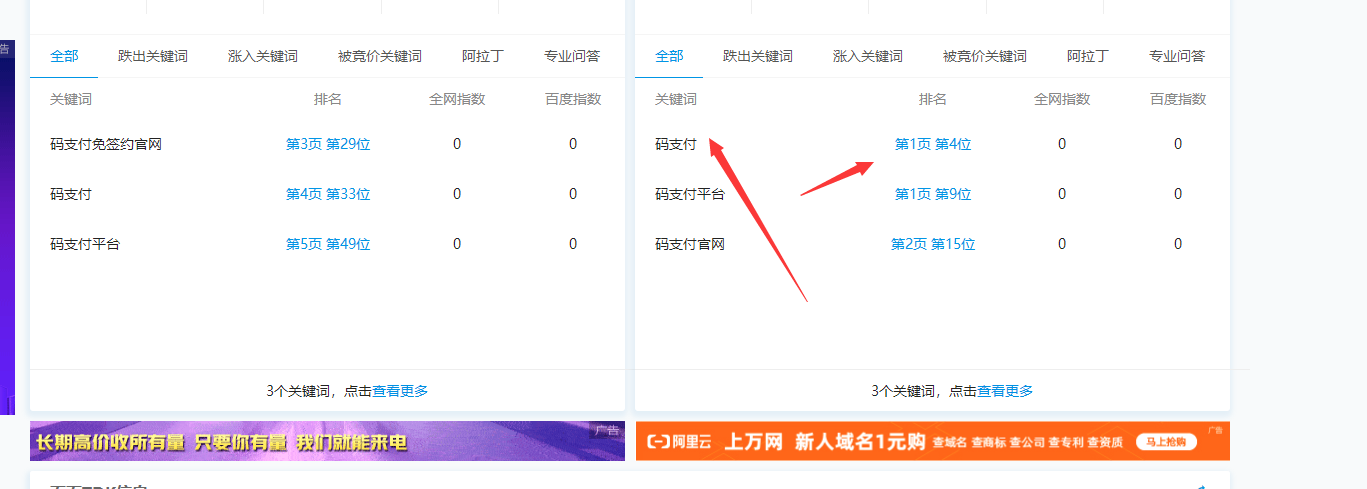 告
全部 跌出关键词 涨入关键词 被竞价关键词 阿拉丁 专业问答
关键词 排名 全网指数 百度指数
码支付免签约官网 第3页 第29位 0 0
码支付 第4页 第33位 0 0
码支付平台 第5页 第49位 0 0
3个关键词，点击查看更多
长期高价收所有量 只要你有量 我们就能来电 广告
全部 跌出关键词 涨入关键词 被竞价关键词 阿拉丁 专业问答
关键词 排名 全网指数 百度指数
码支付 第1页 第4位 0 0
码支付平台 第1页 第9位 0 0
码支付官网 第2页 第15位 0 0
3个关键词，点击查看更多
阿里云 上万网 新人域名1元购 查域名 查商标 查公司 查专利 查资质 马上抢购 广告
页面TDK信息